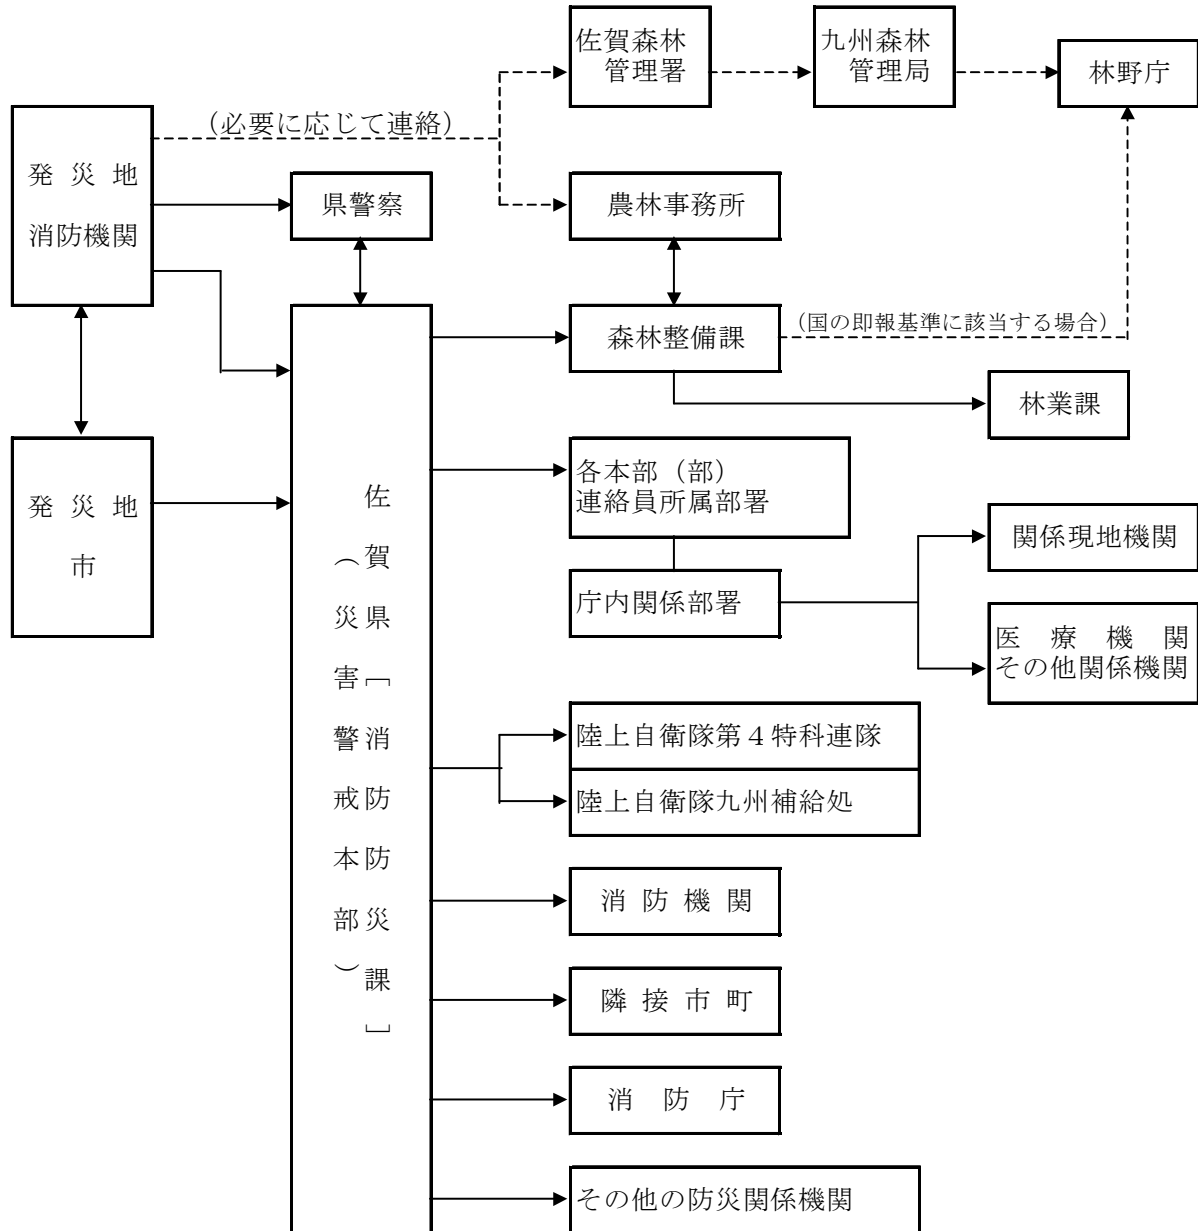 佐賀森林
管理署
九州森林
管理局
林野庁
(必要に応じて連絡)
発災地
消防機関
県警察
農林事務所
森林整備課
(国の即報基準に該当する場合)
林業課
発災地
市
佐賀県[消防防災課]
(災害警戒本部)
各本部(部)
連絡員所属部署
庁内関係部署
関係現地機関
医療機関
その他関係機関
陸上自衛隊第4特科連隊
陸上自衛隊九州補給処
消防機関
隣接市町
消防庁
その他の防災関係機関